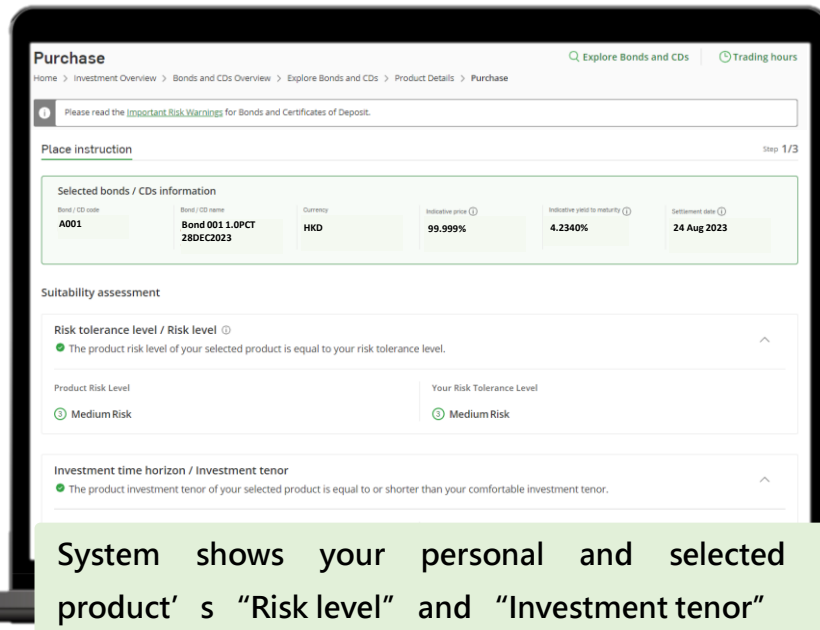 Purchase
Explore Bonds and CDs
Trading hours
Home > Investment Overview > Bonds and CDs Overview > Explore Bonds and CDs > Product Details > Purchase
Please read the Important Risk Warnings for Bonds and Certificates of Deposit.
Place instruction
Step 1/3
Selected bonds / CDs information
Bond / CD code
Bond / CD name
Currency
Indicative price
Indicative yield to maturity
Settlement date
A001
Bond 001 1.0PCT
28DEC2023
HKD
99.999%
4.2340%
24 Aug 2023
Suitability assessment
Risk tolerance level / Risk level
The product risk level of your selected product is equal to your risk tolerance level.
Product Risk Level
Your Risk Tolerance Level
3 Medium Risk
3 Medium Risk
Investment time horizon / Investment tenor
The product investment tenor of your selected product is equal to or shorter than your comfortable investment tenor.
System shows your personal and selected
product’ s “Risk level” and “Investment tenor”